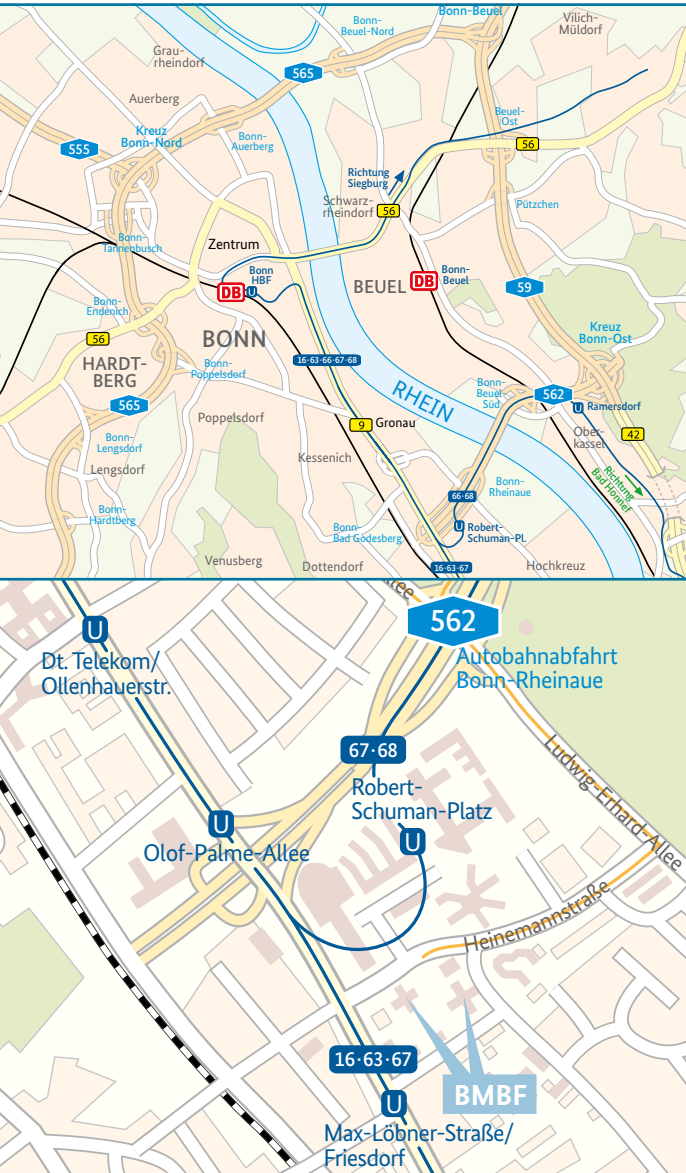 Bonn-Beuel
Vilich-
Müldorf
Bonn-
Beuel-Nord
Grau-
rheindorf
565
Auerberg
Beuel-
Ost
Kreuz
Bonn-Nord
Bonn-
Auerberg
555
56
Richtung
Siegburg
Schwarz-
rheindorf
56
Pützchen
Bonn-
Tannenbusch
Zentrum
Bonn
HBF
DB
U
BEUEL
DB
Bonn-
Beuel
59
Bonn-
Endenich
56
BONN
Kreuz
Bonn-Ost
HARDT-
BERG
Bonn-
Poppelsdorf
16·63·66·67·68
RHEIN
Bonn-
Beuel
Süd
562
U
Ramersdorf
565
Poppelsdorf
9
Gronau
Ober-
kassel
42
Bonn-
Lengsdorf
Lengsdorf
Kessenich
Richtung
Bad Honnef
Bonn-
Rheinaue
66·68
Bonn-
Hardtberg
Bonn-
Bad Godesberg
U
Robert-
Schuman-Pl.
Venusberg
Dottendorf
16·63·67
Hochkreuz
llee
562
U
Dt. Telekom/
Ollenhauerstr.
Autobahnabfahrt
Bonn-Rheinaue
67·68
Ludwig-Erhard-Allee
Robert-
Schuman-Platz
U
U
Olof-Palme-Allee
Heinemannstraße
16·63·67
BMBF
U
Max-Löbner-Straße/
Friesdorf